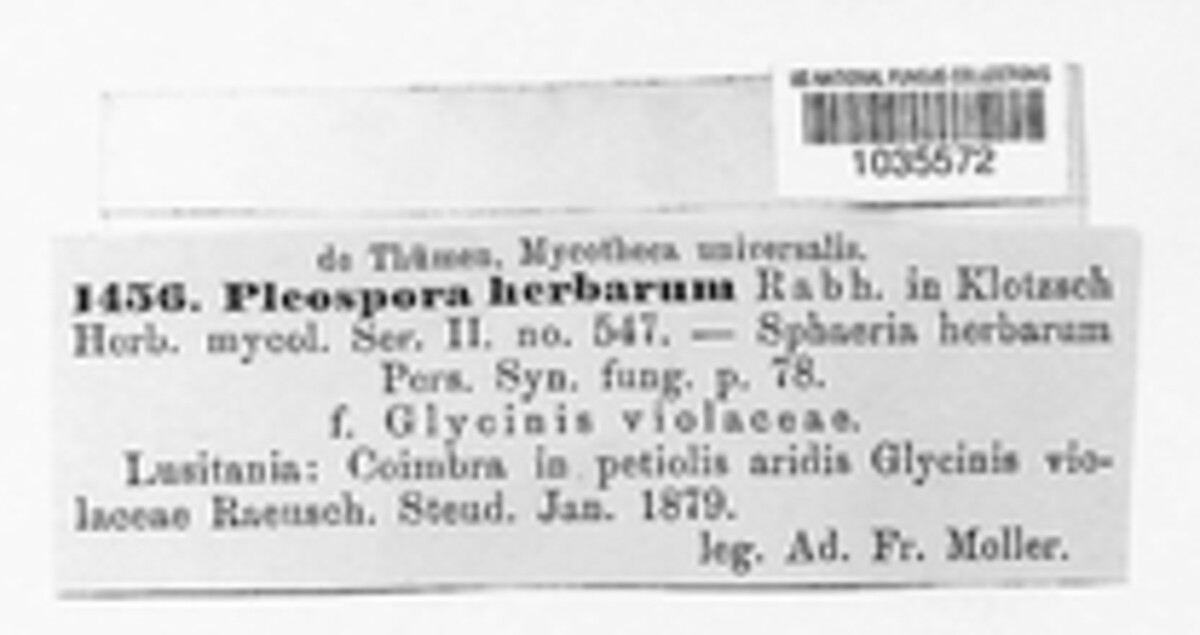 US NATIONAL FUNGUS COLLECTIONS
1035572
de Thümen, Mycotheca universalis.
1456. Pleospora herbarum Rabh. in Klotzsch
Herb. mycol. Ser. II. no. 547. — Sphaeria herbarum
Pers. Syn. fung. p. 78.
f. Glycinis violaceae.
Lusitania: Coimbra in petiolis aridis Glycinis vio-
laceae Raeusch. Steud. Jan. 1879.
leg. Ad. Fr. Moller.